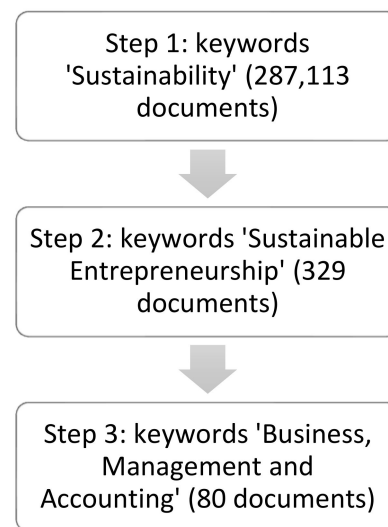 Step 1: keywords
'Sustainability' (287,113
documents)
Step 2: keywords 'Sustainable
Entrepreneurship' (329
documents)
Step 3: keywords 'Business,
Management and
Accounting' (80 documents)